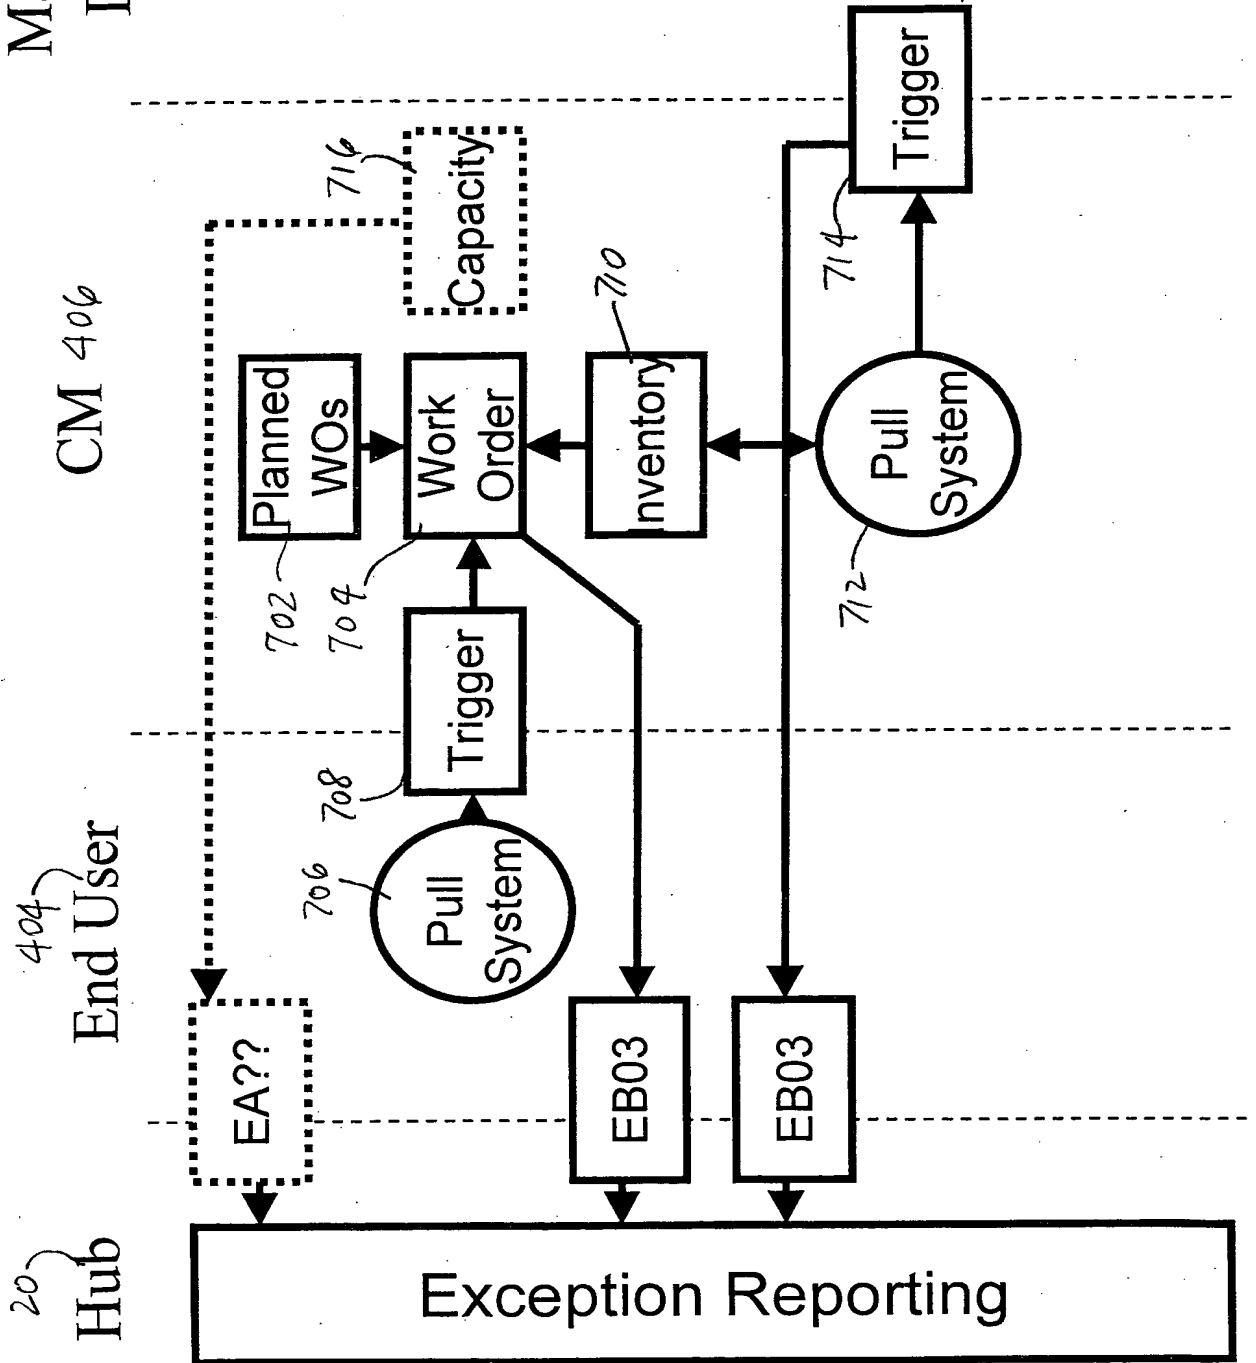 20
Hub
404
End User
CM 406
M
Exception Reporting
EA??
EB03
EB03
706
Pull
System
708
Trigger
702
Planned
WOs
704
Work
Order
716
Capacity
710
Inventory
712
Pull
System
714
Trigger